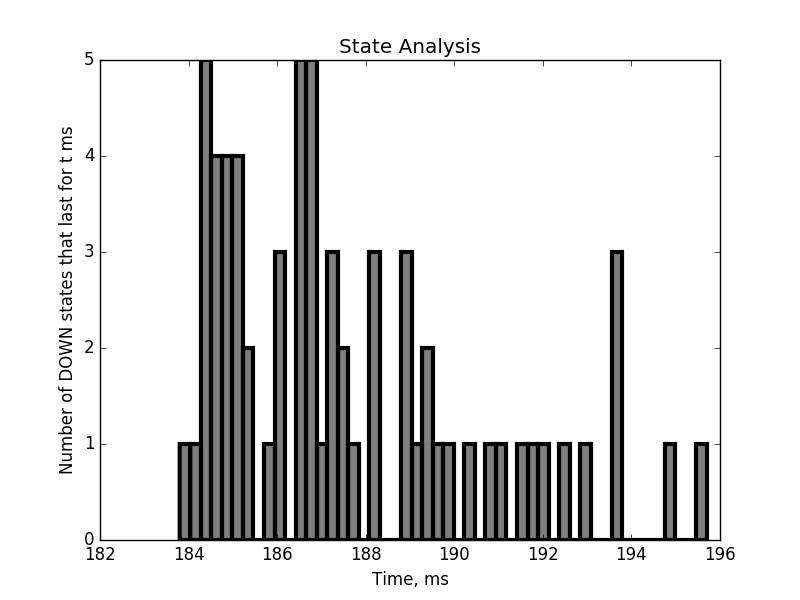 State Analysis
Number of DOWN states that last for t ms
5
4
3
2
1
0
182 184 186 188 190 192 194 196
Time, ms